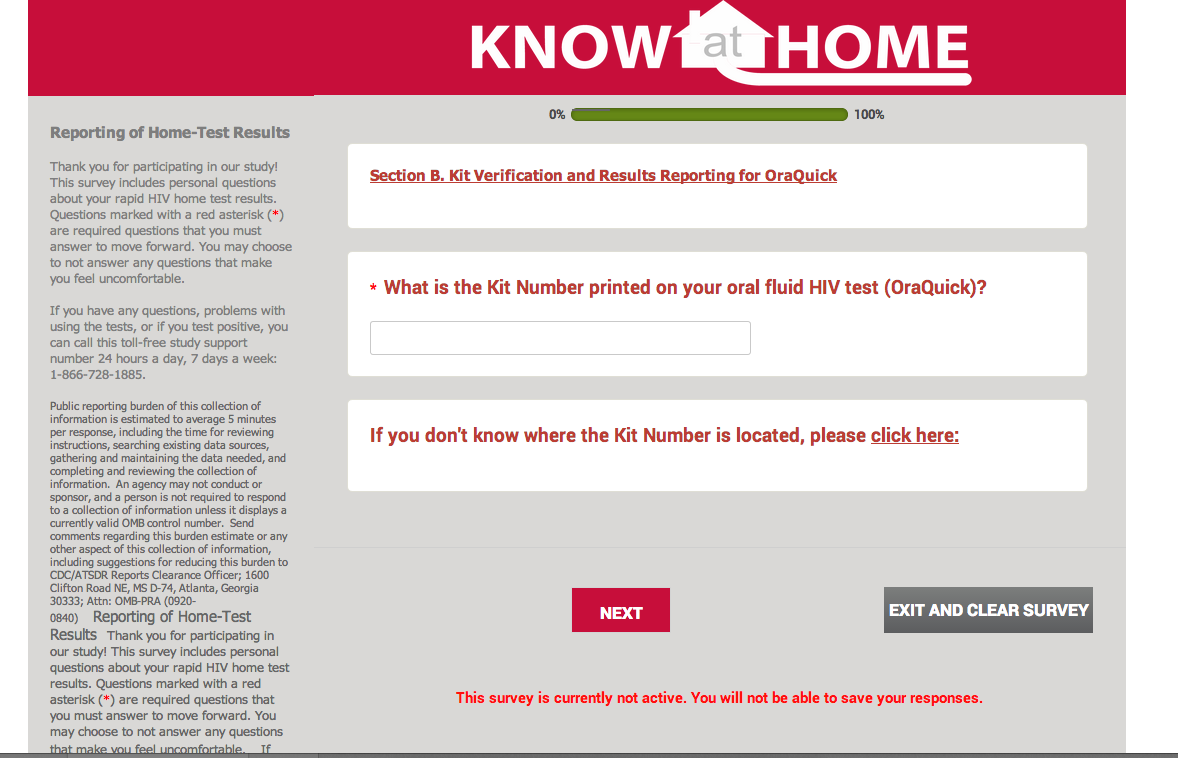 KNOW at HOME
0% 100%
Reporting of Home-Test Results
Thank you for participating in our study!
This survey includes personal questions
about your rapid HIV home test results.
Questions marked with a red asterisk (*)
are required questions that you must
answer to move forward. You may choose
to not answer any questions that make
you feel uncomfortable.
If you have any questions, problems with
using the tests, or if you test positive, you
can call this toll-free study support
number 24 hours a day, 7 days a week:
1-866-728-1885.
Public reporting burden of this collection of
information is estimated to average 5 minutes
per response, including the time for reviewing
instructions, searching existing data sources,
gathering and maintaining the data needed, and
completing and reviewing the collection of
information.  An agency may not conduct or
sponsor, and a person is not required to respond
to a collection of information unless it displays a
currently valid OMB control number.  Send
comments regarding this burden estimate or any
other aspect of this collection of information,
including suggestions for reducing this burden to
CDC/ATSDR Reports Clearance Officer; 1600
Clifton Road NE, MS D-74, Atlanta, Georgia
30333; Attn: OMB-PRA (0920-
0840)   Reporting of Home-Test
Results  Thank you for participating in
our study! This survey includes personal
questions about your rapid HIV home test
results. Questions marked with a red
asterisk (*) are required questions that
you must answer to move forward. You
may choose to not answer any questions
that make you feel uncomfortable.   If
Section B. Kit Verification and Results Reporting for OraQuick
* What is the Kit Number printed on your oral fluid HIV test (OraQuick)?
If you don't know where the Kit Number is located, please click here:
NEXT
EXIT AND CLEAR SURVEY
This survey is currently not active. You will not be able to save your responses.